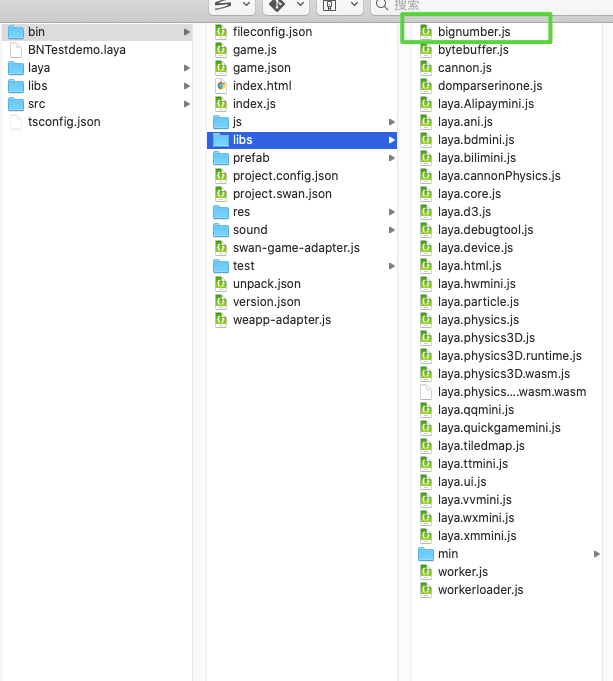 搜索
bin
BNTestdemo.laya
laya
libs
src
tsconfig.json
fileconfig.json
game.js
game.json
index.html
index.js
js
libs
prefab
project.config.json
project.swan.json
res
sound
swan-game-adapter.js
test
unpack.json
version.json
weapp-adapter.js
bignumber.js
bytebuffer.js
cannon.js
domparserinone.js
laya.Alipaymini.js
laya.ani.js
laya.bdmini.js
laya.bilimini.js
laya.cannonPhysics.js
laya.core.js
laya.d3.js
laya.debugtool.js
laya.device.js
laya.html.js
laya.hwmini.js
laya.particle.js
laya.physics.js
laya.physics3D.js
laya.physics3D.runtime.js
laya.physics3D.wasm.js
laya.physics....wasm.wasm
laya.qqmini.js
laya.quickgamemini.js
laya.tiledmap.js
laya.ttmini.js
laya.ui.js
laya.vvmini.js
laya.wxmini.js
laya.xmmini.js
min
worker.js
workerloader.js